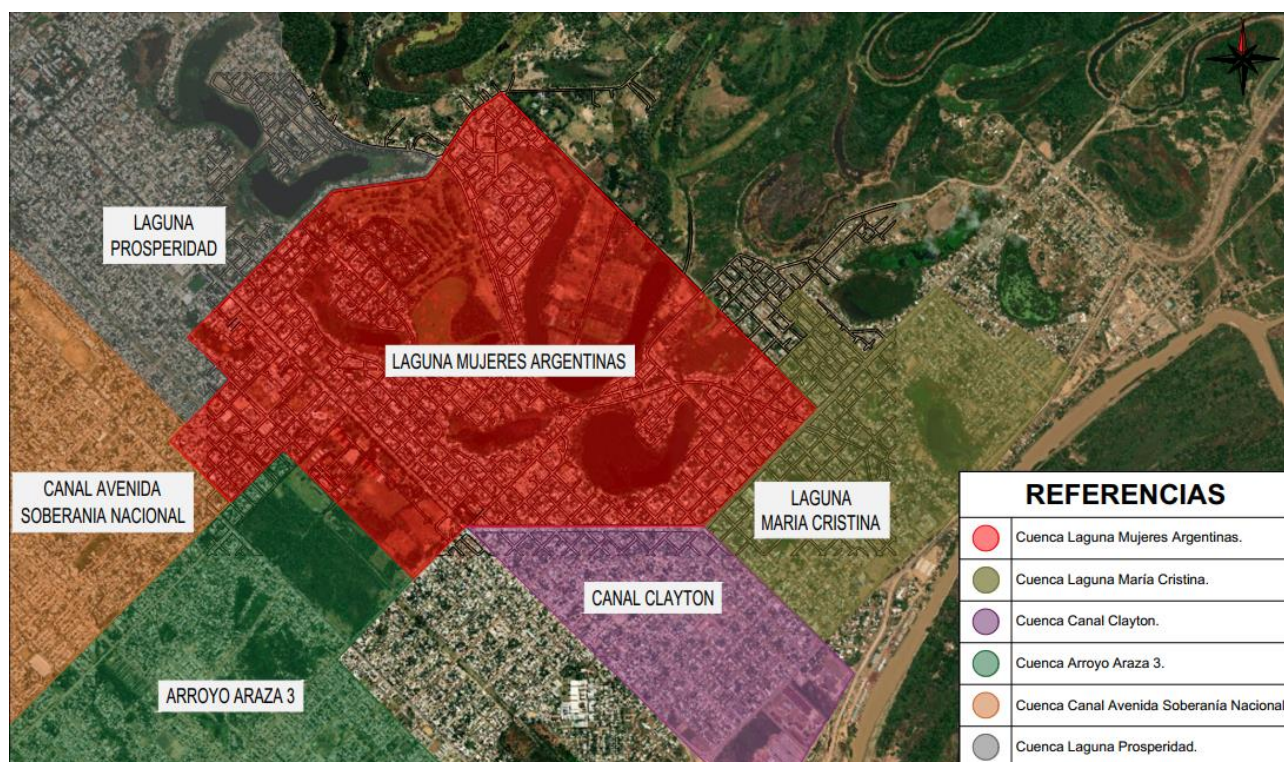 LAGUNA
PROSPERIDAD
LAGUNA MUJERES ARGENTINAS
CANAL AVENIDA
SOBERANIA NACIONAL
LAGUNA
MARIA CRISTINA
CANAL CLAYTON
ARROYO ARAZA 3
REFERENCIAS
Cuenca Laguna Mujeres Argentinas.
Cuenca Laguna María Cristina.
Cuenca Canal Clayton.
Cuenca Arroyo Araza 3.
Cuenca Canal Avenida Soberanía Nacional
Cuenca Laguna Prosperidad.